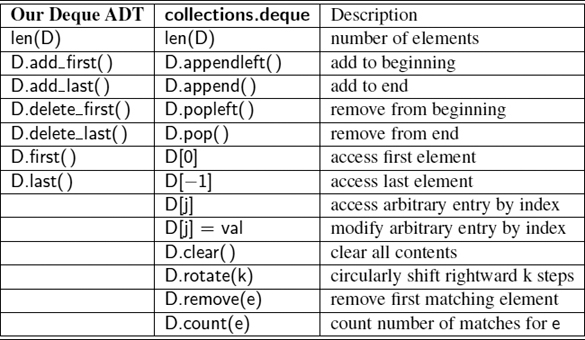 Our Deque ADT collections.deque Description
len(D) len(D) number of elements
D.add_first() D.appendleft() add to beginning
D.add_last() D.append() add to end
D.delete_first() D.popleft() remove from beginning
D.delete_last() D.pop() remove from end
D.first() D[0] access first element
D.last() D[−1] access last element
D[j] access arbitrary entry by index
D[j] = val modify arbitrary entry by index
D.clear() clear all contents
D.rotate(k) circularly shift rightward k steps
D.remove(e) remove first matching element
D.count(e) count number of matches for e